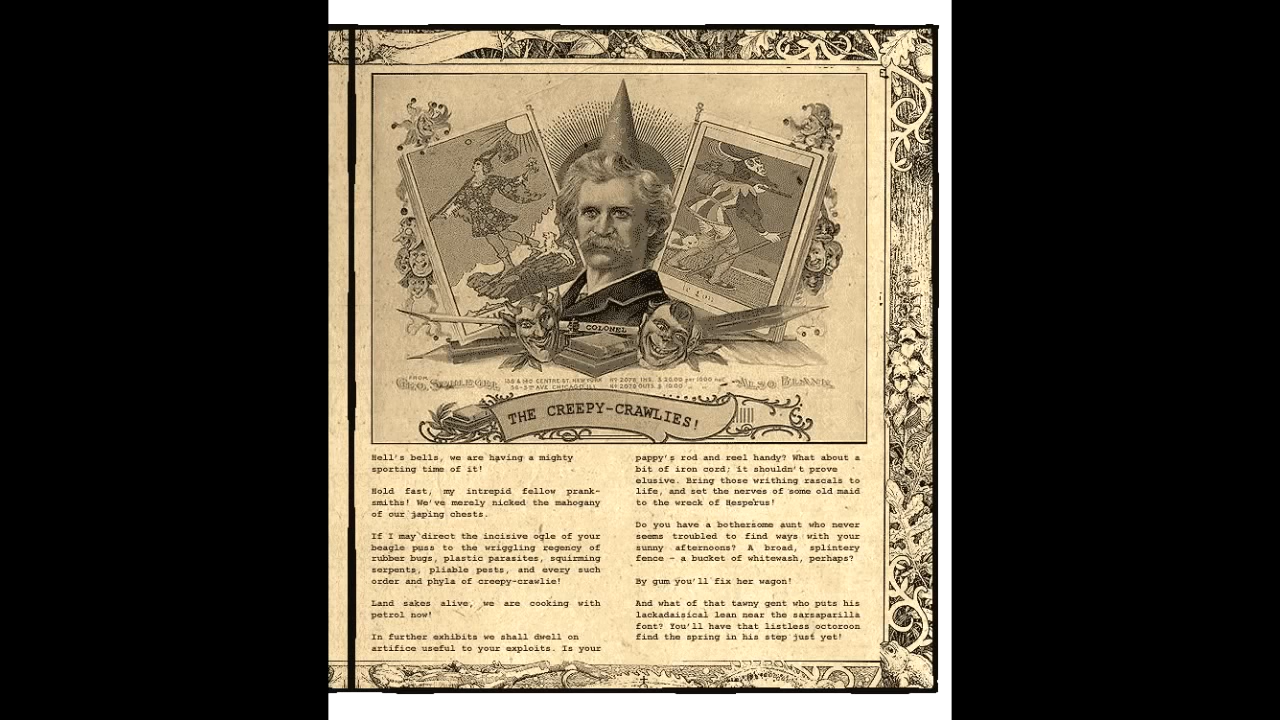 COLONEL
FROM
GEO. SCHLEGEL
ALSO BLANK
THE CREEPY-CRAWLIES!
Hell's bells, we are having a mighty
sporting time of it!
Hold fast, my intrepid fellow prank-
smiths! We've merely nicked the mahogany
of our japing chests.
If I may direct the incisive ogle of your
beagle puss to the wriggling regency of
rubber bugs, plastic parasites, squirming
serpents, pliable pests, and every such
order and phyla of creepy-crawlie!
Land sakes alive, we are cooking with
petrol now!
In further exhibits we shall dwell on
artifice useful to your exploits. Is your
pappy's rod and reel handy? What about a
bit of iron cord; it shouldn't prove
elusive. Bring those writhing rascals to
life, and set the nerves of some old maid
to the wreck of Hesperus!
Do you have a bothersome aunt who never
seems troubled to find ways with your
sunny afternoons? A broad, splintery
fence - a bucket of whitewash, perhaps?
By gum you'll fix her wagon!
And what of that tawny gent who puts his
lackadaisical lean near the sarsaparilla
font? You'll have that listless octoroon
find the spring in his step just yet!